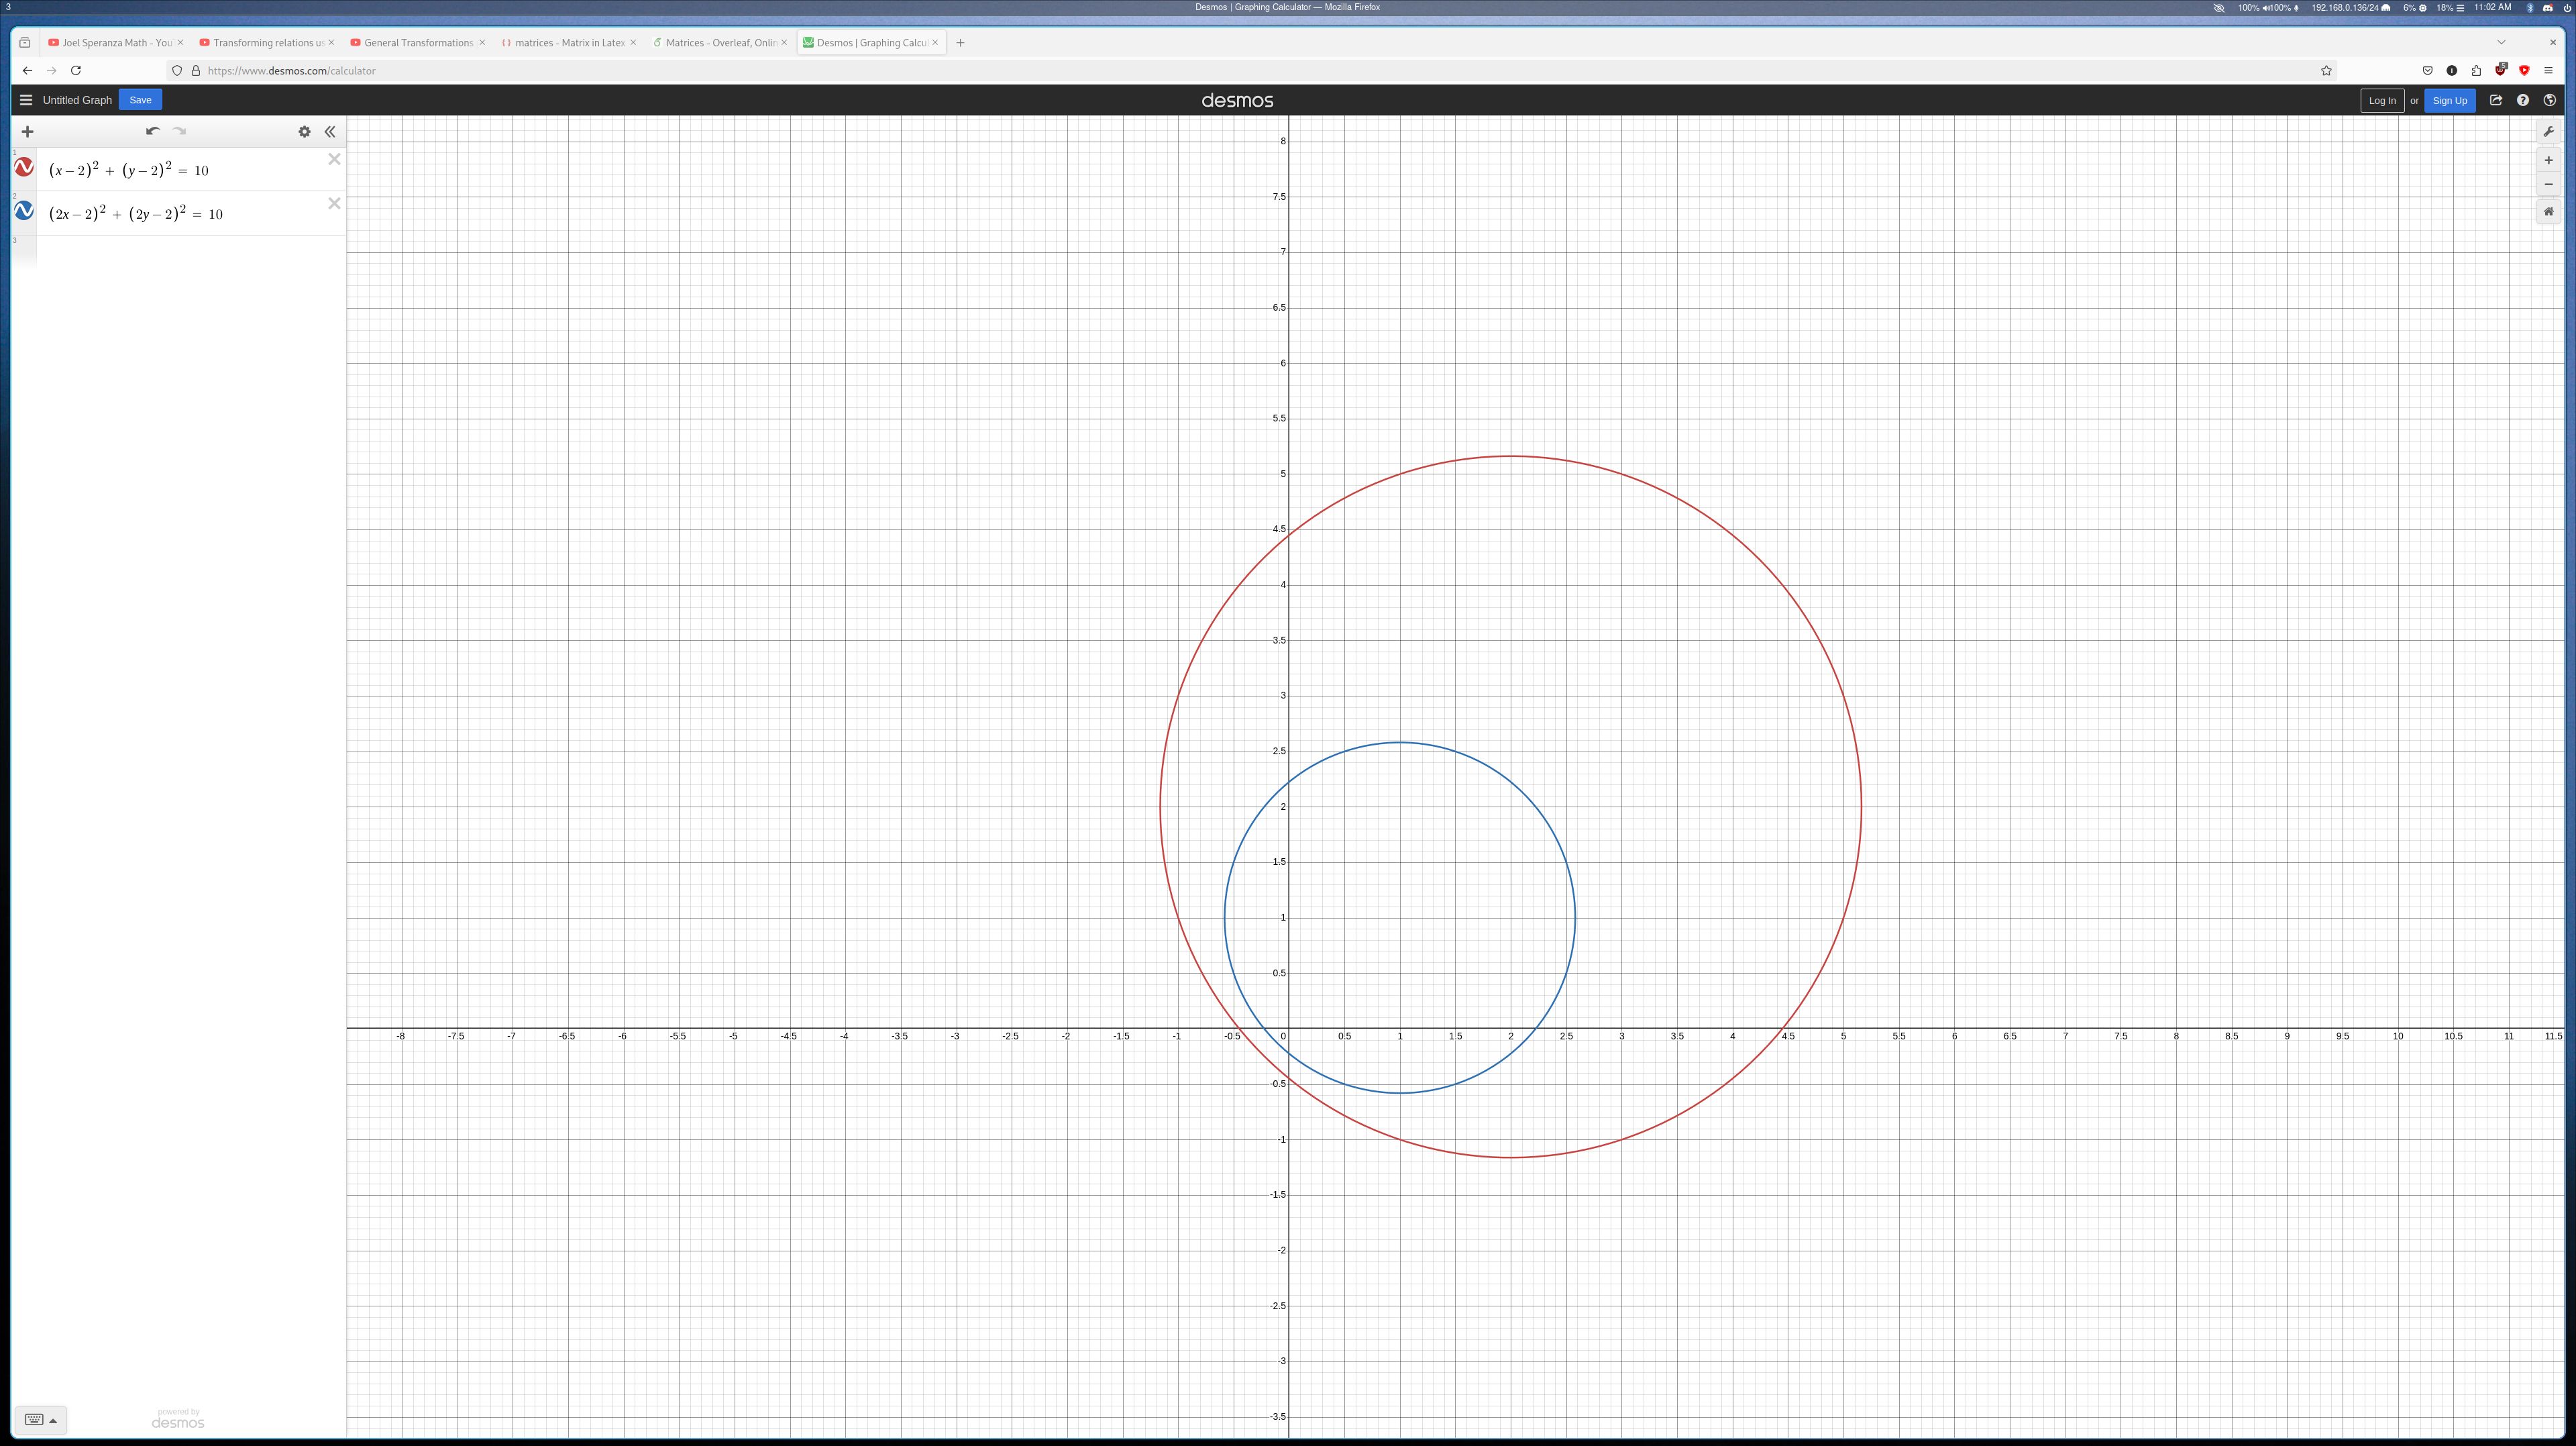 3
Desmos | Graphing Calculator — Mozilla Firefox
100% 100% 192.168.0.136/24 6% 18% 11:02 AM
Joel Speranza Math - You
Transforming relations us
General Transformations
matrices - Matrix in Latex
Matrices - Overleaf, Onlin
Desmos | Graphing Calcul
https://www.desmos.com/calculator
Untitled Graph Save desmos Log In or Sign Up
1
(x − 2)² + (y − 2)² = 10
2
(2x − 2)² + (2y − 2)² = 10
3
8
7.5
7
6.5
6
5.5
5
4.5
4
3.5
3
2.5
2
1.5
1
0.5
-8 -7.5 -7 -6.5 -6 -5.5 -5 -4.5 -4 -3.5 -3 -2.5 -2 -1.5 -1 -0.5 0 0.5 1 1.5 2 2.5 3 3.5 4 4.5 5 5.5 6 6.5 7 7.5 8 8.5 9 9.5 10 10.5 11 11.5
-0.5
-1
-1.5
-2
-2.5
-3
-3.5
powered by
desmos